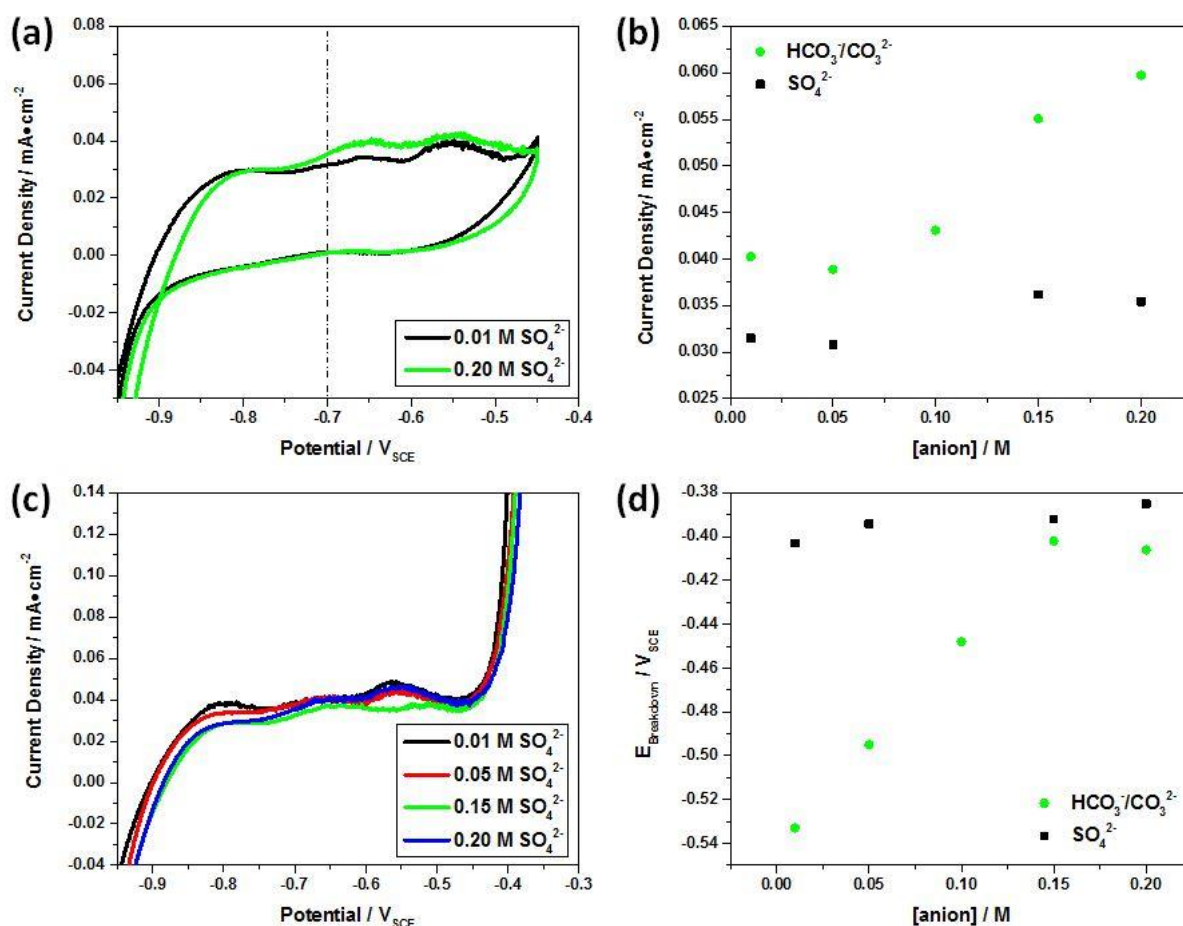 (a)
0.08
0.06
0.04
0.02
0.00
-0.02
-0.04
Current Density / mA•cm⁻²
-0.9 -0.8 -0.7 -0.6 -0.5 -0.4
Potential / V_SCE
0.01 M SO₄²⁻
0.20 M SO₄²⁻
(b)
0.065
0.060
0.055
0.050
0.045
0.040
0.035
0.030
0.025
Current Density/ mA•cm⁻²
HCO₃⁻/CO₃²⁻
SO₄²⁻
0.00 0.05 0.10 0.15 0.20
[anion] / M
(c)
0.14
0.12
0.10
0.08
0.06
0.04
0.02
0.00
-0.02
-0.04
Current Density / mA•cm⁻²
0.01 M SO₄²⁻
0.05 M SO₄²⁻
0.15 M SO₄²⁻
0.20 M SO₄²⁻
-0.9 -0.8 -0.7 -0.6 -0.5 -0.4 -0.3
Potential / V_SCE
(d)
-0.38
-0.40
-0.42
-0.44
-0.46
-0.48
-0.50
-0.52
-0.54
E_Breakdown / V_SCE
HCO₃⁻/CO₃²⁻
SO₄²⁻
0.00 0.05 0.10 0.15 0.20
[anion] / M